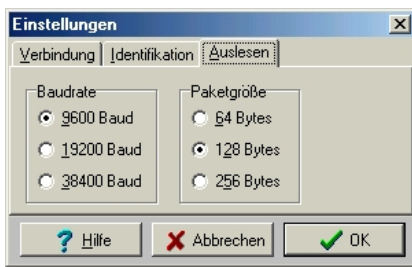 Einstellungen
Verbindung Identifikation Auslesen
Baudrate
9600 Baud
19200 Baud
38400 Baud
Paketgröße
64 Bytes
128 Bytes
256 Bytes
Hilfe Abbrechen OK